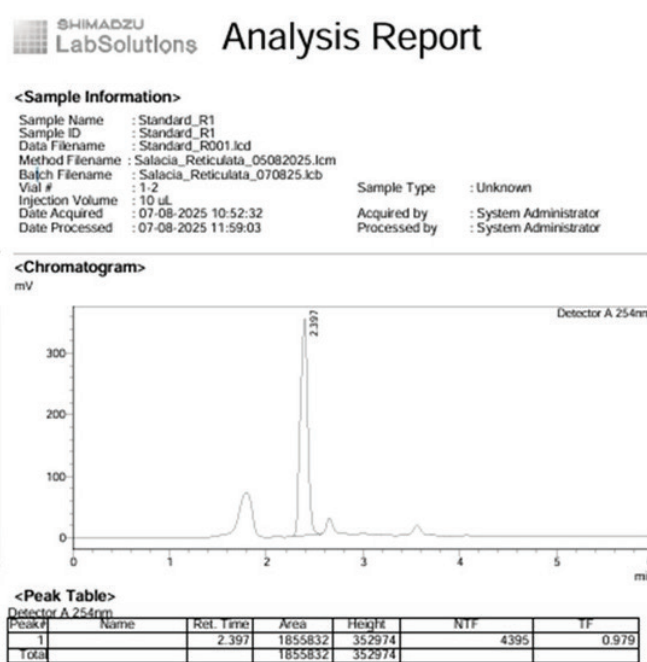 SHIMADZU
LabSolutions Analysis Report
<Sample Information>
Sample Name : Standard_R1
Sample ID : Standard_R1
Data Filename : Standard_R001.lcd
Method Filename : Salacia_Reticulata_05082025.lcm
Batch Filename : Salacia_Reticulata_070825.lcb
Vial # : 1-2 Sample Type : Unknown
Injection Volume : 10 uL
Date Acquired : 07-08-2025 10:52:32 Acquired by : System Administrator
Date Processed : 07-08-2025 11:59:03 Processed by : System Administrator
<Chromatogram>
mV
Detector A 254nm
2.397
300
200
100
0
0 1 2 3 4 5
mi
<Peak Table>
Detector A 254nm
Peak# Name Ret. Time Area Height NTF TF
1 2.397 1855832 352974 4395 0.979
Total 1855832 352974